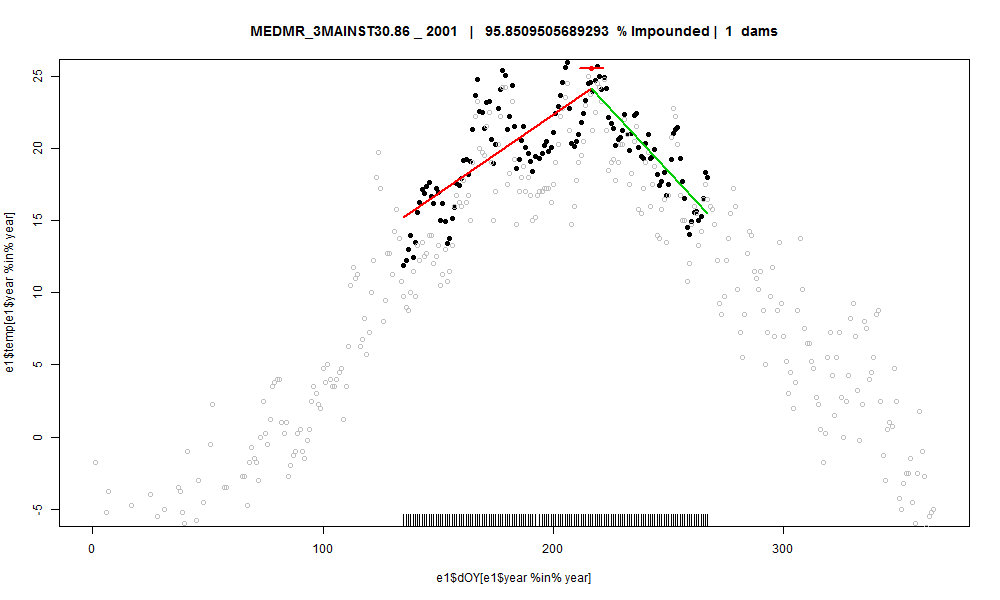 MEDMR_3MAINST30.86 _ 2001 | 95.8509505689293 % Impounded | 1 dams
e1$temp[e1$year %in% year]
25
20
15
10
5
0
-5
0 100 200 300
e1$dOY[e1$year %in% year]